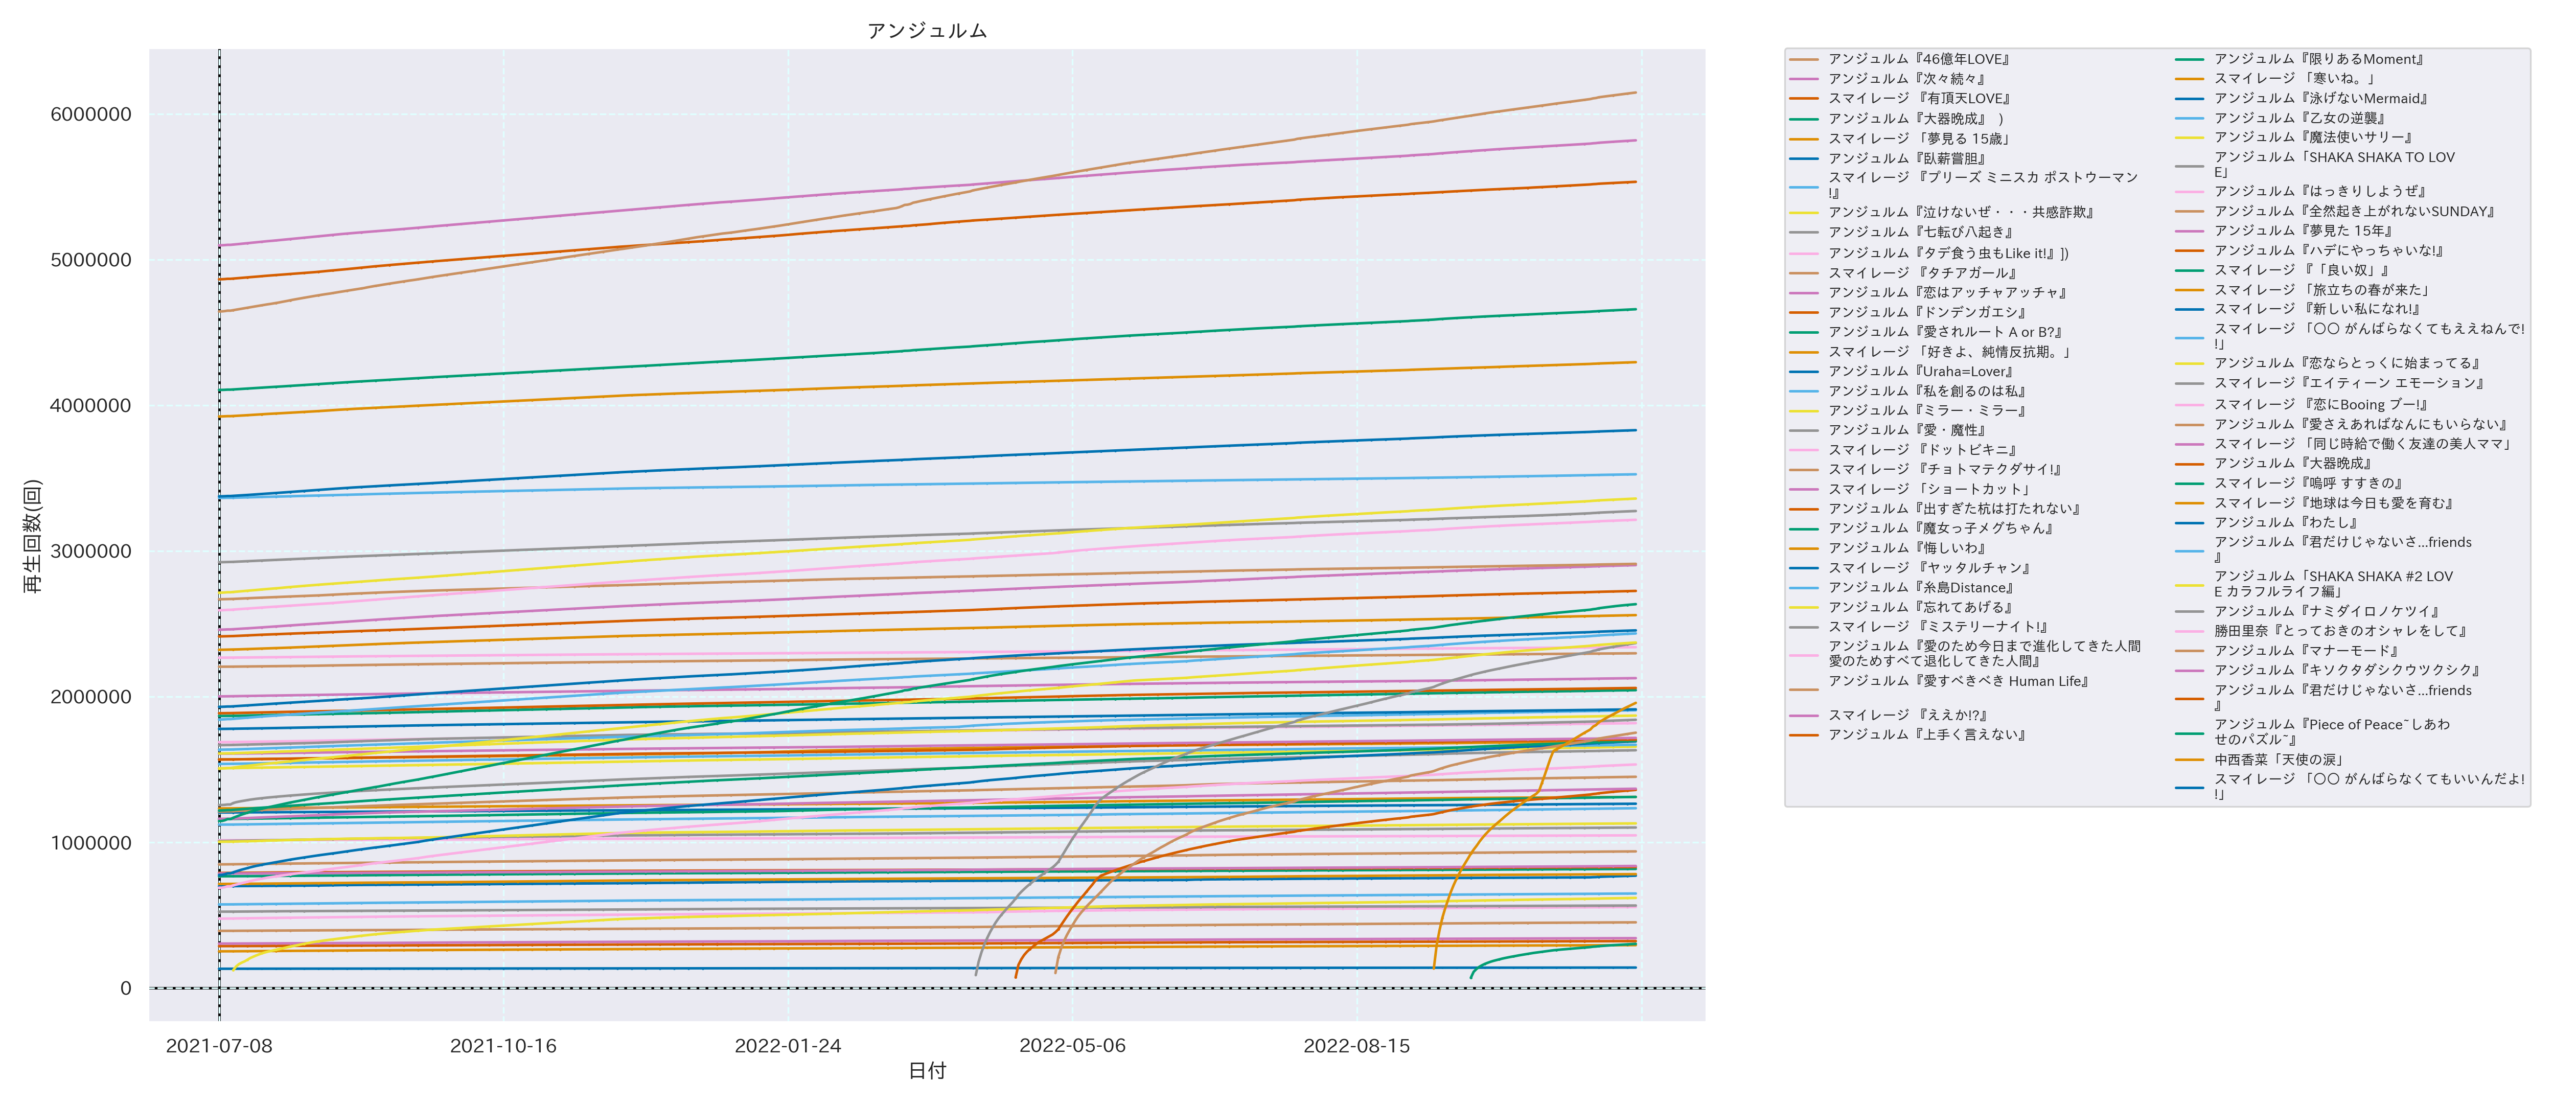 アンジュルム
再生回数(回)
6000000
5000000
4000000
3000000
2000000
1000000
0
2021-07-08
2021-10-16
2022-01-24
2022-05-06
2022-08-15
日付
アンジュルム『46億年LOVE』
アンジュルム『次々続々』
スマイレージ 『有頂天LOVE』
アンジュルム『大器晩成』 )
スマイレージ 「夢見る 15歳」
アンジュルム『臥薪嘗胆』
スマイレージ 『プリーズ ミニスカ ポストウーマン
!』
アンジュルム『泣けないぜ・・・共感詐欺』
アンジュルム『七転び八起き』
アンジュルム『タデ食う虫もLike it!』])
スマイレージ 『タチアガール』
アンジュルム『恋はアッチャアッチャ』
アンジュルム『ドンデンガエシ』
アンジュルム『愛されルート A or B?』
スマイレージ 「好きよ、純情反抗期。」
アンジュルム『Uraha=Lover』
アンジュルム『私を創るのは私』
アンジュルム『ミラー・ミラー』
アンジュルム『愛・魔性』
スマイレージ 『ドットビキニ』
スマイレージ 『チョトマテクダサイ!』
スマイレージ 「ショートカット」
アンジュルム『出すぎた杭は打たれない』
アンジュルム『魔女っ子メグちゃん』
アンジュルム『悔しいわ』
スマイレージ 『ヤッタルチャン』
アンジュルム『糸島Distance』
アンジュルム『忘れてあげる』
スマイレージ 『ミステリーナイト!』
アンジュルム『愛のため今日まで進化してきた人間
愛のためすべて退化してきた人間』
アンジュルム『愛すべきべき Human Life』
スマイレージ 『ええか!?』
アンジュルム『上手く言えない』
アンジュルム『限りあるMoment』
スマイレージ 「寒いね。」
アンジュルム『泳げないMermaid』
アンジュルム『乙女の逆襲』
アンジュルム『魔法使いサリー』
アンジュルム「SHAKA SHAKA TO LOV
E」
アンジュルム『はっきりしようぜ』
アンジュルム『全然起き上がれないSUNDAY』
アンジュルム『夢見た 15年』
アンジュルム『ハデにやっちゃいな!』
スマイレージ 『「良い奴」』
スマイレージ 「旅立ちの春が来た」
スマイレージ 『新しい私になれ!』
スマイレージ 「〇〇 がんばらなくてもええねんで!
!」
アンジュルム『恋ならとっくに始まってる』
スマイレージ『エイティーン エモーション』
スマイレージ 『恋にBooing ブー!』
アンジュルム『愛さえあればなんにもいらない』
スマイレージ 「同じ時給で働く友達の美人ママ」
アンジュルム『大器晩成』
スマイレージ『嗚呼 すすきの』
スマイレージ『地球は今日も愛を育む』
アンジュルム『わたし』
アンジュルム『君だけじゃないさ...friends
』
アンジュルム「SHAKA SHAKA #2 LOV
E カラフルライフ編」
アンジュルム『ナミダイロノケツイ』
勝田里奈『とっておきのオシャレをして』
アンジュルム『マナーモード』
アンジュルム『キソクタダシクウツクシク』
アンジュルム『君だけじゃないさ...friends
』
アンジュルム『Piece of Peace~しあわ
せのパズル~』
中西香菜「天使の涙」
スマイレージ 「〇〇 がんばらなくてもいいんだよ!
!」